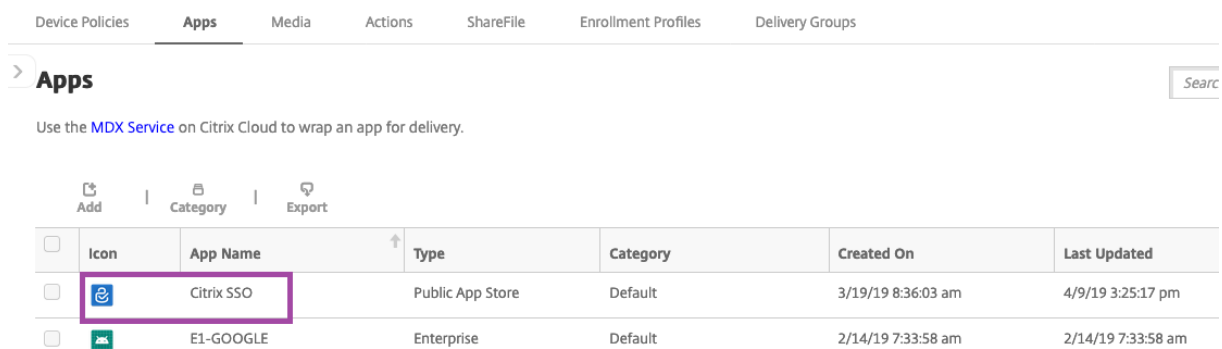 Device Policies Apps Media Actions ShareFile Enrollment Profiles Delivery Groups
Apps
Searc
Use the MDX Service on Citrix Cloud to wrap an app for delivery.
Add | Category | Export
Icon App Name Type Category Created On Last Updated
Citrix SSO Public App Store Default 3/19/19 8:36:03 am 4/9/19 3:25:17 pm
E1-GOOGLE Enterprise Default 2/14/19 7:33:58 am 2/14/19 7:33:58 am